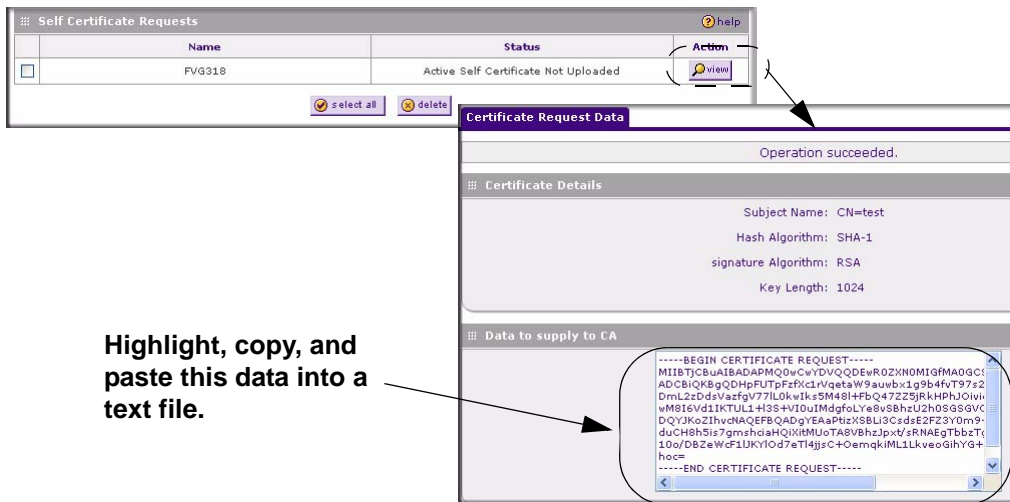 Self Certificate Requests
help
Name Status Action
FVG318 Active Self Certificate Not Uploaded view
select all delete
Certificate Request Data
Operation succeeded.
Certificate Details
Subject Name: CN=test
Hash Algorithm: SHA-1
signature Algorithm: RSA
Key Length: 1024
Data to supply to CA
Highlight, copy, and
paste this data into a
text file.
-----BEGIN CERTIFICATE REQUEST-----
hoc=
-----END CERTIFICATE REQUEST-----